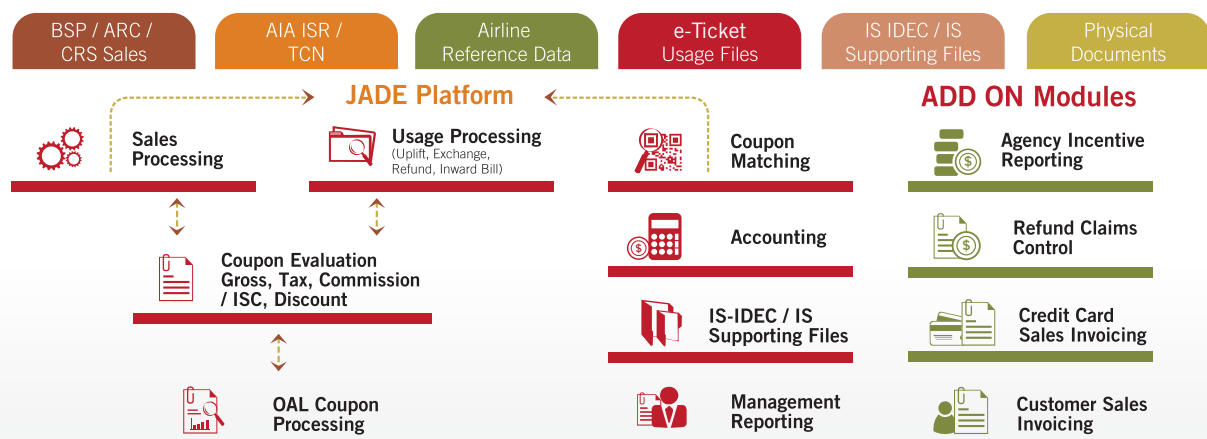 BSP / ARC /
CRS Sales
AIA ISR /
TCN
Airline
Reference Data
e-Ticket
Usage Files
IS IDEC / IS
Supporting Files
Physical
Documents
JADE Platform
ADD ON Modules
Sales
Processing
Usage Processing
(Uplift, Exchange,
Refund, Inward Bill)
Coupon
Matching
Agency Incentive
Reporting
$
Coupon Evaluation
Gross, Tax, Commission
/ ISC, Discount
$
Accounting
$
Refund Claims
Control
IS-IDEC / IS
Supporting Files
Credit Card
Sales Invoicing
OAL Coupon
Processing
Management
Reporting
Customer Sales
Invoicing